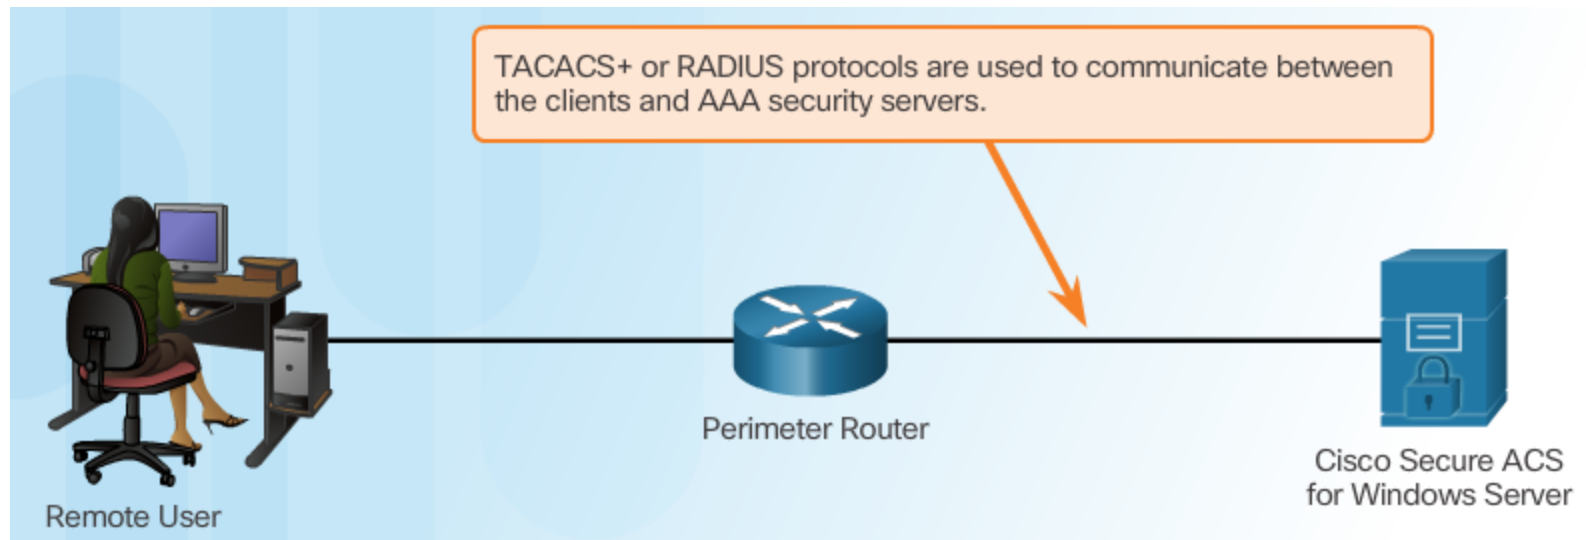 TACACS+ or RADIUS protocols are used to communicate between
the clients and AAA security servers.
Perimeter Router
Cisco Secure ACS
for Windows Server
Remote User